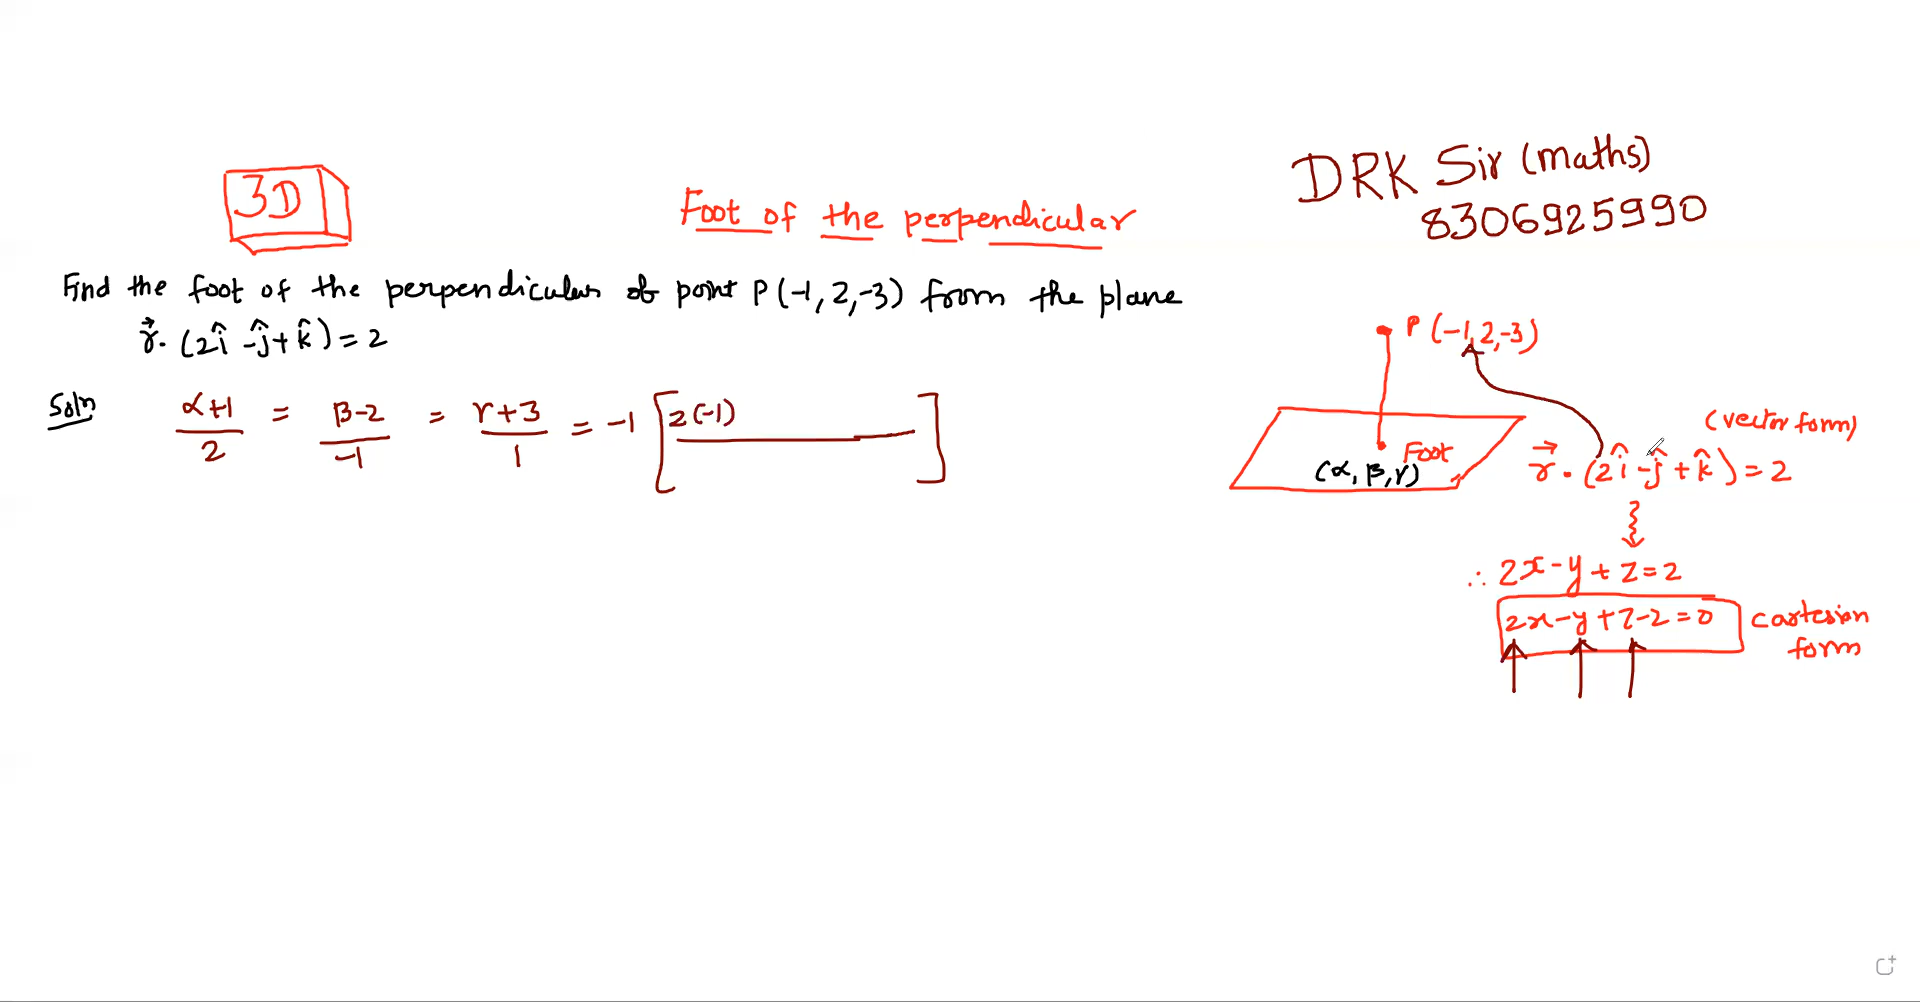 3D
Foot of the perpendicular
DRK Sir (maths)
8306925990
Find the foot of the perpendicular of point P(-1, 2, -3) from the plane
r⃗. (2î -ĵ + k̂) = 2
Soln
α+1/2 = β-2/-1 = γ+3/1 = -1 [2(-1)/ ]
P (-1, 2, -3)
Foot
(α, β, γ)
(vector form)
r⃗ . (2î - ĵ + k̂) = 2
∴ 2x - y + z = 2
2x - y + z - 2 = 0
cartesian
form